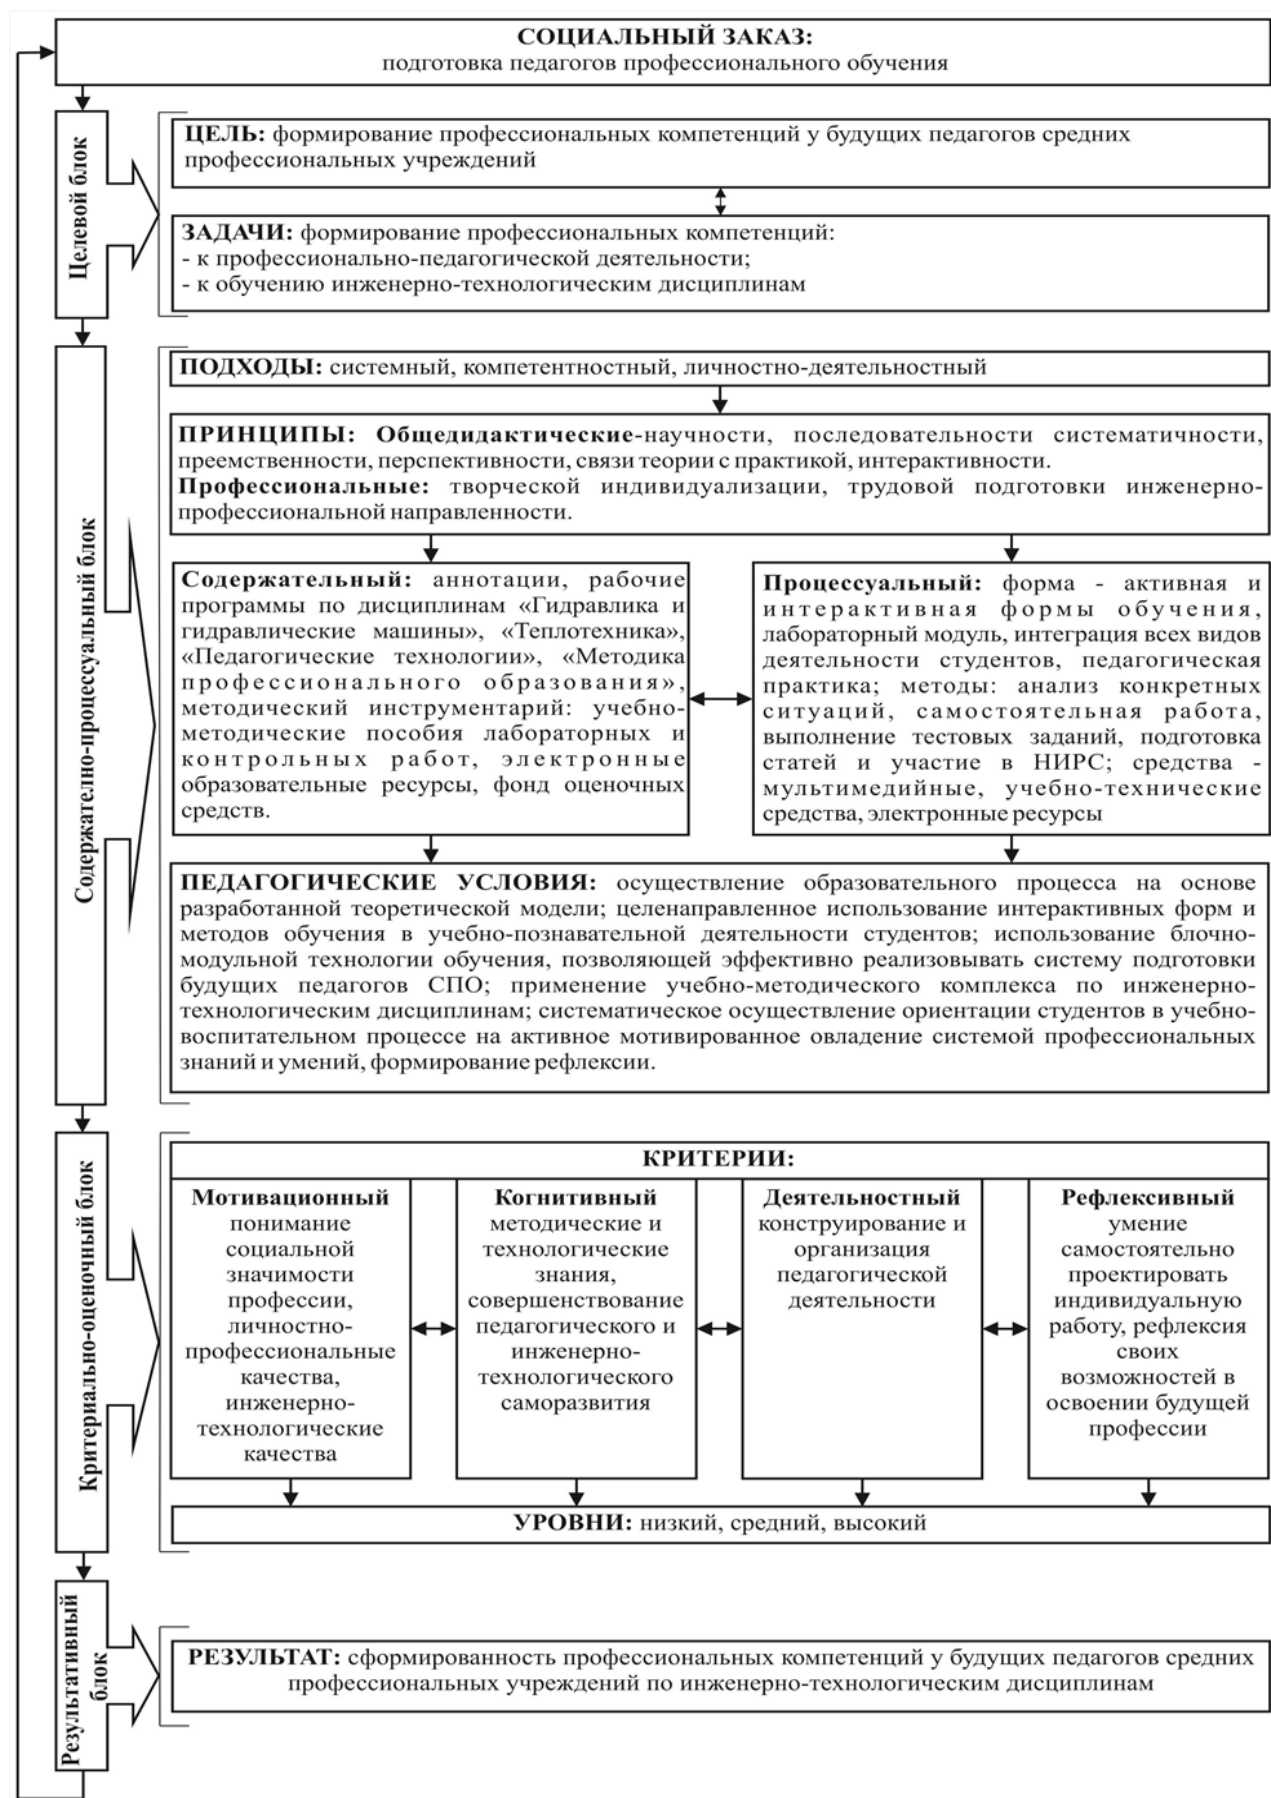 СОЦИАЛЬНЫЙ ЗАКАЗ:
подготовка педагогов профессионального обучения
Целевой блок
ЦЕЛЬ: формирование профессиональных компетенций у будущих педагогов средних
профессиональных учреждений
ЗАДАЧИ: формирование профессиональных компетенций:
- к профессионально-педагогической деятельности;
- к обучению инженерно-технологическим дисциплинам
Содержателно-процессуальный блок
ПОДХОДЫ: системный, компетентностный, личностно-деятельностный
ПРИНЦИПЫ: Общедидактические-научности, последовательности систематичности,
преемственности, перспективности, связи теории с практикой, интерактивности.
Профессиональные: творческой индивидуализации, трудовой подготовки инженерно-
профессиональной направленности.
Содержательный: аннотации, рабочие
программы по дисциплинам «Гидравлика и
гидравлические машины», «Теплотехника»,
«Педагогические технологии», «Методика
профессионального образования»,
методический инструментарий: учебно-
методические пособия лабораторных и
контрольных работ, электронные
образовательные ресурсы, фонд оценочных
средств.
Процессуальный: форма - активная и
интерактивная формы обучения,
лабораторный модуль, интеграция всех видов
деятельности студентов, педагогическая
практика; методы: анализ конкретных
ситуаций, самостоятельная работа,
выполнение тестовых заданий, подготовка
статей и участие в НИРС; средства -
мультимедийные, учебно-технические
средства, электронные ресурсы
ПЕДАГОГИЧЕСКИЕ УСЛОВИЯ: осуществление образовательного процесса на основе
разработанной теоретической модели; целенаправленное использование интерактивных форм и
методов обучения в учебно-познавательной деятельности студентов; использование блочно-
модульной технологии обучения, позволяющей эффективно реализовывать систему подготовки
будущих педагогов СПО; применение учебно-методического комплекса по инженерно-
технологическим дисциплинам; систематическое осуществление ориентации студентов в учебно-
воспитательном процессе на активное мотивированное овладение системой профессиональных
знаний и умений, формирование рефлексии.
Критериально-оценочный блок
КРИТЕРИИ:
Мотивационный
понимание
социальной
значимости
профессии,
личностно-
профессиональные
качества,
инженерно-
технологические
качества
Когнитивный
методические и
технологические
знания,
совершенствование
педагогического и
инженерно-
технологического
саморазвития
Деятельностный
конструирование и
организация
педагогической
деятельности
Рефлексивный
умение
самостоятельно
проектировать
индивидуальную
работу, рефлексия
своих
возможностей в
освоении будущей
профессии
УРОВНИ: низкий, средний, высокий
Результативный
блок
РЕЗУЛЬТАТ: сформированность профессиональных компетенций у будущих педагогов средних
профессиональных учреждений по инженерно-технологическим дисциплинам